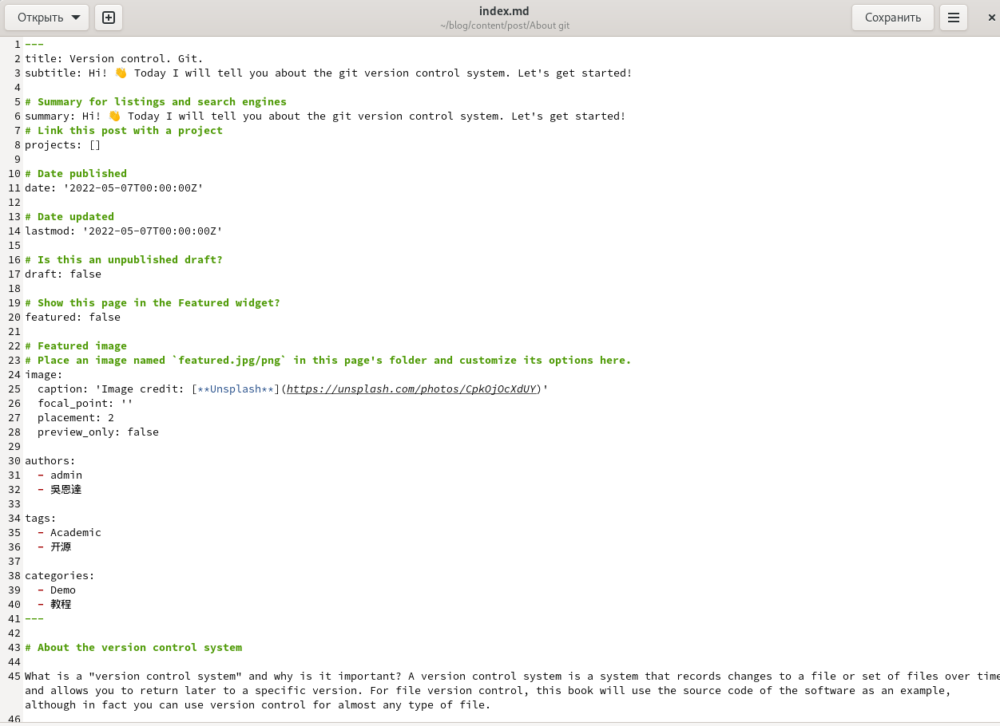 Открыть
index.md
~/blog/content/post/About git
Сохранить
1 ---
2 title: Version control. Git.
3 subtitle: Hi! 👋 Today I will tell you about the git version control system. Let's get started!
4
5 # Summary for listings and search engines
6 summary: Hi! 👋 Today I will tell you about the git version control system. Let's get started!
7 # Link this post with a project
8 projects: []
9
10 # Date published
11 date: '2022-05-07T00:00:00Z'
12
13 # Date updated
14 lastmod: '2022-05-07T00:00:00Z'
15
16 # Is this an unpublished draft?
17 draft: false
18
19 # Show this page in the Featured widget?
20 featured: false
21
22 # Featured image
23 # Place an image named `featured.jpg/png` in this page's folder and customize its options here.
24 image:
25   caption: 'Image credit: [**Unsplash**](https://unsplash.com/photos/CpkOjOcXdUY)'
26   focal_point: ''
27   placement: 2
28   preview_only: false
29
30 authors:
31   - admin
32   - 吳恩達
33
34 tags:
35   - Academic
36   - 开源
37
38 categories:
39   - Demo
40   - 教程
41 ---
42
43 # About the version control system
44
45 What is a "version control system" and why is it important? A version control system is a system that records changes to a file or set of files over time
and allows you to return later to a specific version. For file version control, this book will use the source code of the software as an example,
although in fact you can use version control for almost any type of file.
46